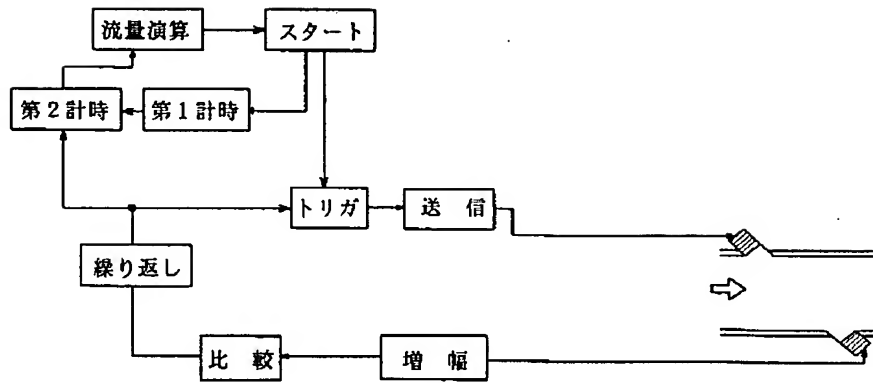 流量演算
スタート
第2計時
第1計時
トリガ
送信
繰り返し
比較
増幅